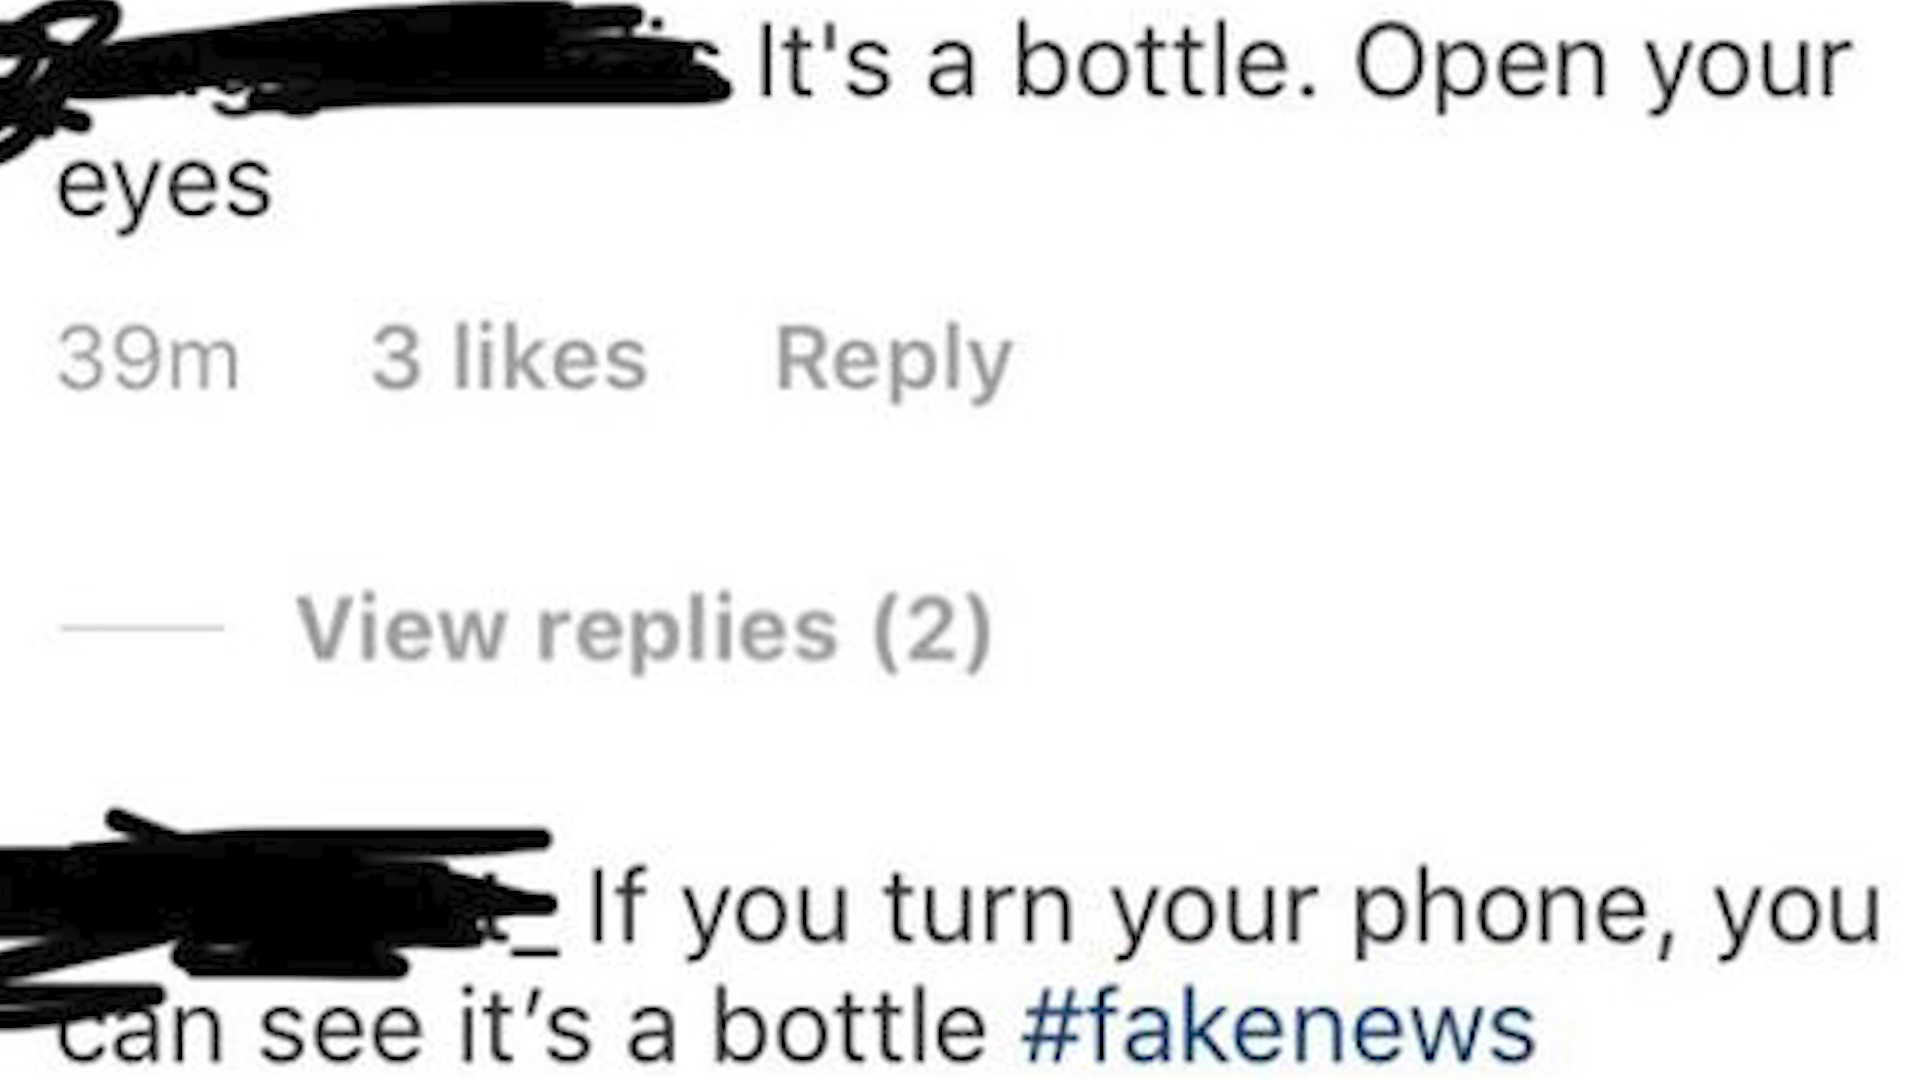 It's a bottle. Open your
eyes
39m 3 likes Reply
View replies (2)
If you turn your phone, you
can see it’s a bottle #fakenews